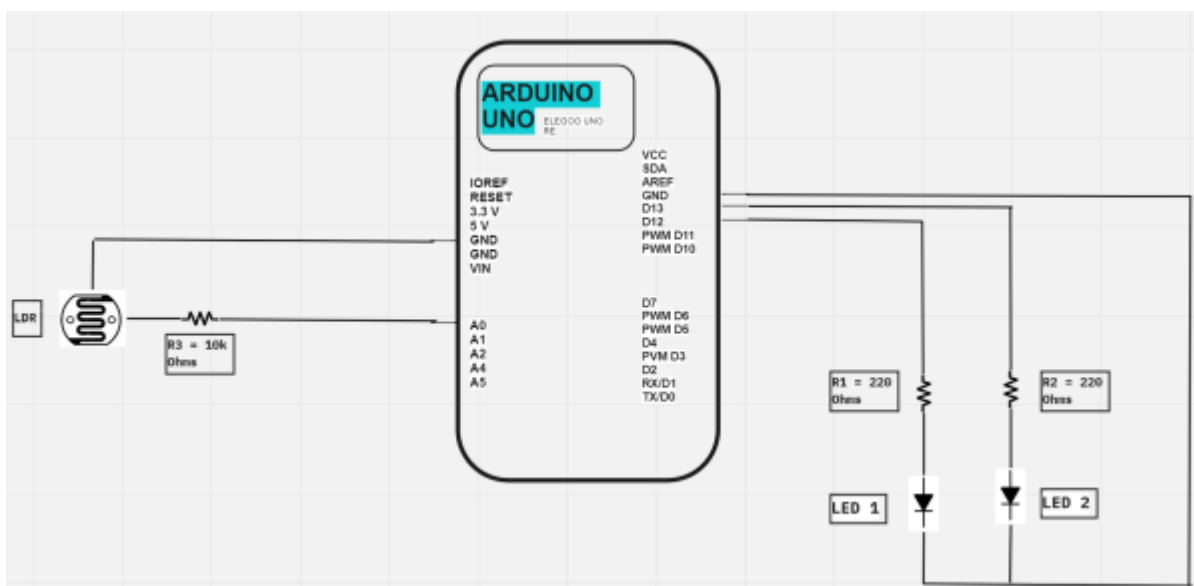 ARDUINO
UNO
ELEGOO UNO
RE
IOREF
RESET
3.3 V
5 V
GND
GND
VIN
A0
A1
A2
A4
A5
VCC
SDA
AREF
GND
D13
D12
PWM D11
PWM D10
D7
PWM D6
PWM D5
D4
PVM D3
D2
RX/D1
TX/D0
LDR
R3 = 10k
Ohms
R1 = 220
Ohms
R2 = 220
Ohms
LED 1
LED 2